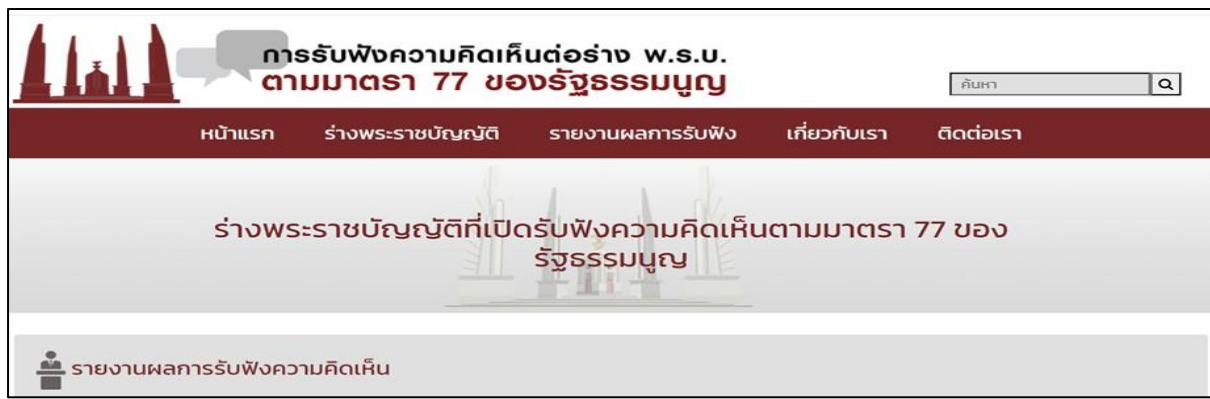 การรับฟังความคิดเห็นต่อร่าง พ.ร.บ.
ตามมาตรา 77 ของรัฐธรรมนูญ
ค้นหา
หน้าแรก ร่างพระราชบัญญัติ รายงานผลการรับฟัง เกี่ยวกับเรา ติดต่อเรา
ร่างพระราชบัญญัติที่เปิดรับฟังความคิดเห็นตามมาตรา 77 ของ
รัฐธรรมนูญ
รายงานผลการรับฟังความคิดเห็น